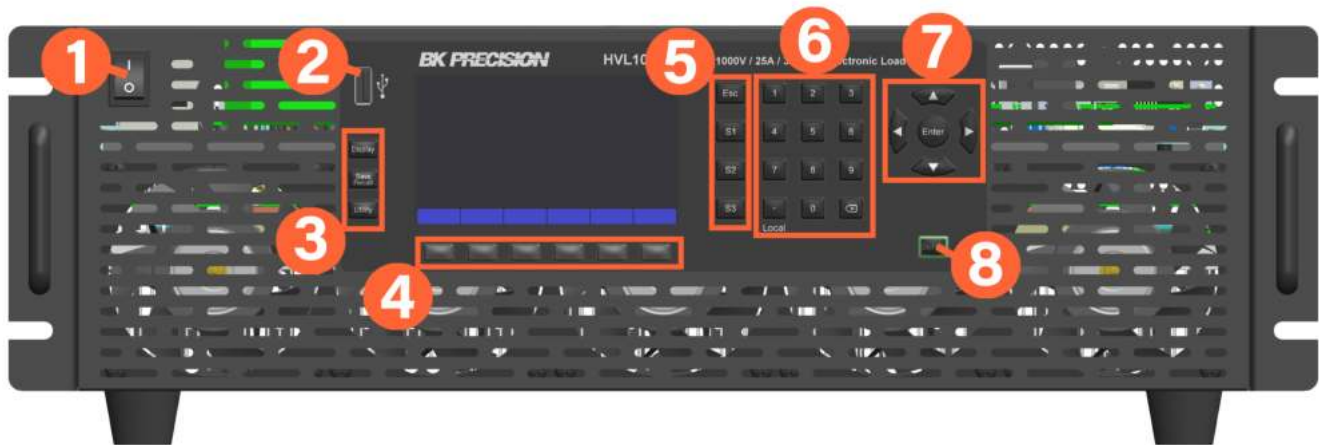 1
2
3
4
5
6
7
8
I
O
BK PRECISION
HVL10
1000V / 25A / 3
ctronic Load
Display
Save
Recall
Utility
Esc
S1
S2
S3
1 2 3
4 5 6
7 8 9
. 0
Local
Enter